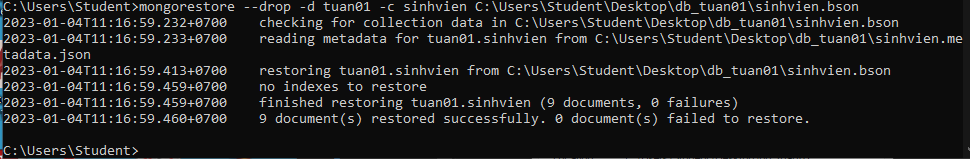 C:\Users\Student>mongorestore --drop -d tuan01 -c sinhvien C:\Users\Student\Desktop\db_tuan01\sinhvien.bson
2023-01-04T11:16:59.232+0700    checking for collection data in C:\Users\Student\Desktop\db_tuan01\sinhvien.bson
2023-01-04T11:16:59.233+0700    reading metadata for tuan01.sinhvien from C:\Users\Student\Desktop\db_tuan01\sinhvien.me
tadata.json
2023-01-04T11:16:59.413+0700    restoring tuan01.sinhvien from C:\Users\Student\Desktop\db_tuan01\sinhvien.bson
2023-01-04T11:16:59.459+0700    no indexes to restore
2023-01-04T11:16:59.459+0700    finished restoring tuan01.sinhvien (9 documents, 0 failures)
2023-01-04T11:16:59.460+0700    9 document(s) restored successfully. 0 document(s) failed to restore.
C:\Users\Student>